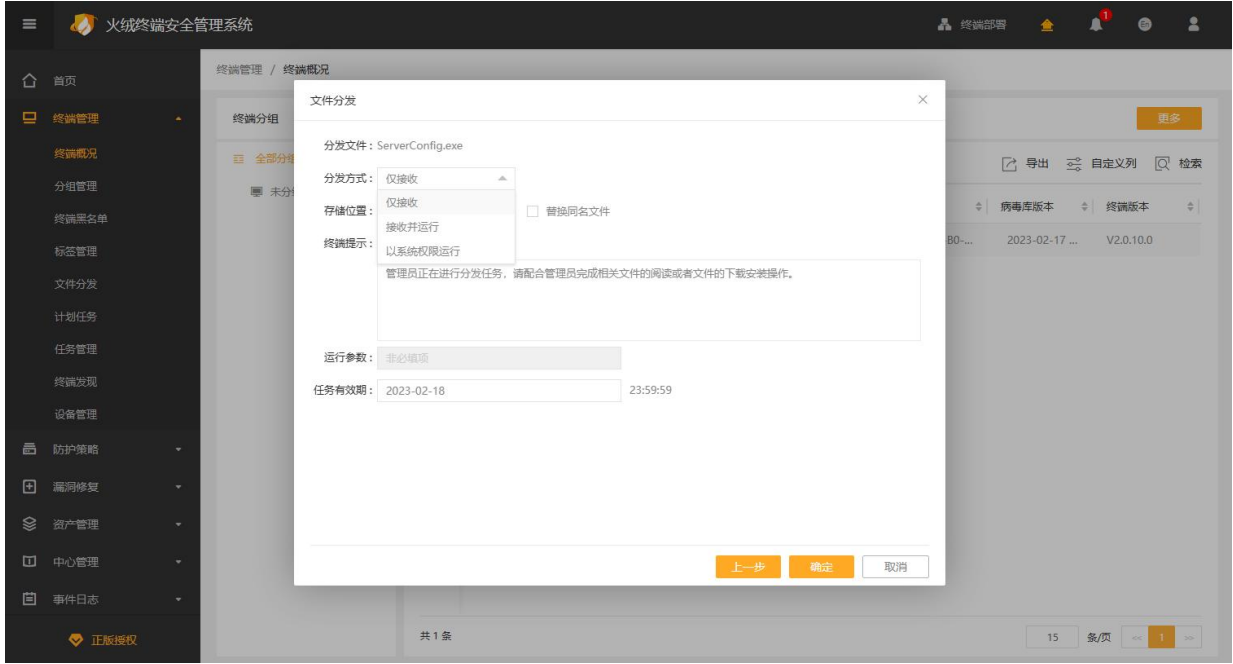 火绒终端安全管理系统
终端部署
1
首页
终端管理
终端概况
分组管理
终端黑名单
标签管理
文件分发
计划任务
任务管理
终端发现
设备管理
防护策略
漏洞修复
资产管理
中心管理
事件日志
正版授权
终端管理 / 终端概况
终端分组
更多
全部分组
未分
导出 自定义列 检索
病毒库版本 终端版本
B0-... 2023-02-17 ... V2.0.10.0
文件分发
分发文件: ServerConfig.exe
分发方式: 仅接收
仅接收
接收并运行
以系统权限运行
存储位置: 替换同名文件
终端提示:
管理员正在进行分发任务,请配合管理员完成相关文件的阅读或者文件的下载安装操作。
运行参数: 非必填项
任务有效期: 2023-02-18 23:59:59
上一步 确定 取消
共 1 条
15 条/页 << 1 >>